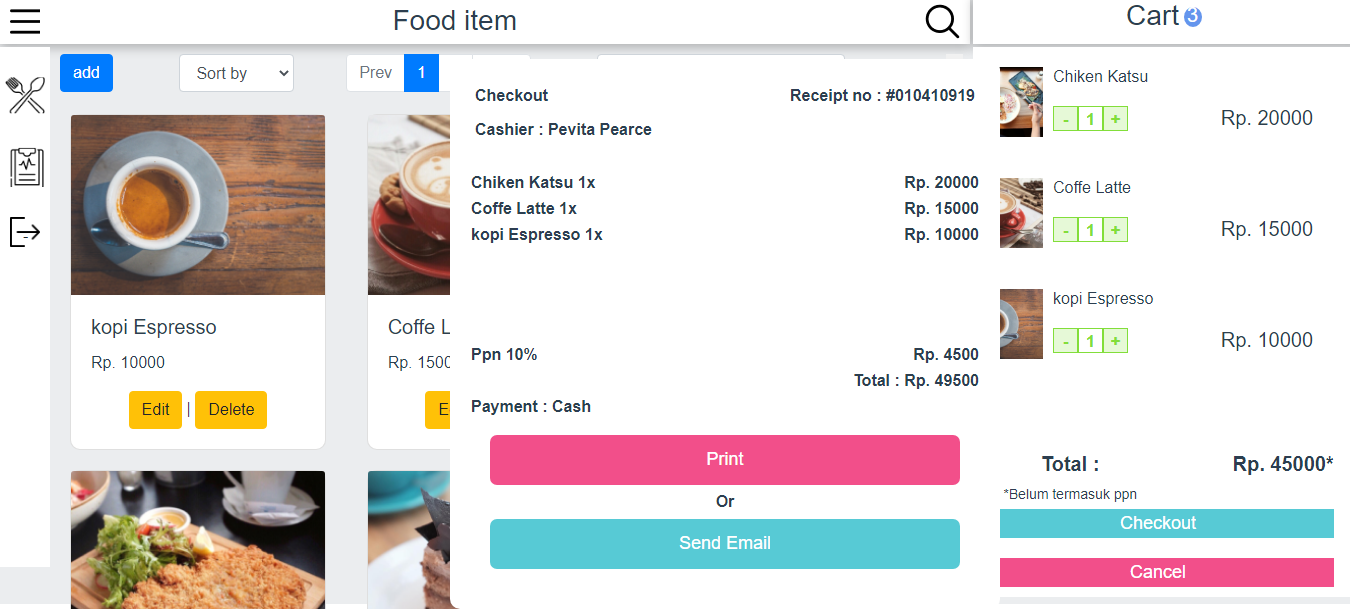 Food item
Cart 3
add
Sort by
Prev
1
kopi Espresso
Rp. 10000
Edit | Delete
Coffe L
Rp. 1500
E
Checkout
Receipt no : #010410919
Cashier : Pevita Pearce
Chiken Katsu 1x Rp. 20000
Coffe Latte 1x Rp. 15000
kopi Espresso 1x Rp. 10000
Ppn 10% Rp. 4500
Total : Rp. 49500
Payment : Cash
Print
Or
Send Email
Chiken Katsu
- 1 + Rp. 20000
Coffe Latte
- 1 + Rp. 15000
kopi Espresso
- 1 + Rp. 10000
Total : Rp. 45000*
*Belum termasuk ppn
Checkout
Cancel